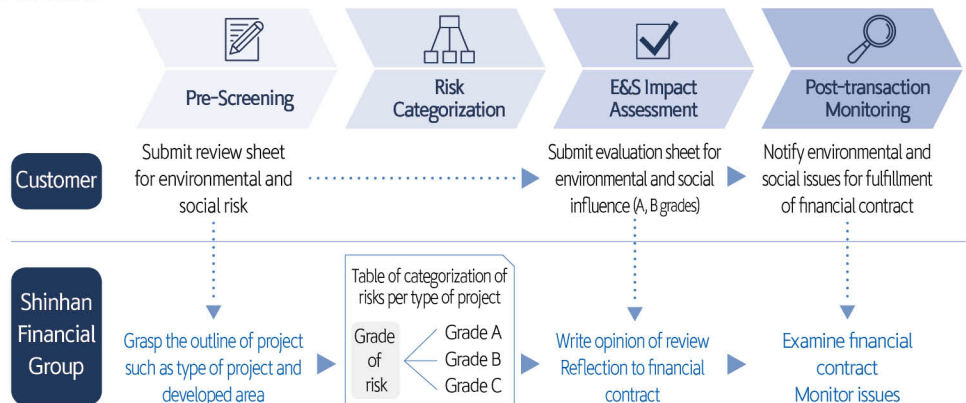 Pre-Screening
Risk
Categorization
E&S Impact
Assessment
Post-transaction
Monitoring
Customer
Submit review sheet
for environmental and
social risk
Submit evaluation sheet for
environmental and social
influence (A, B grades)
Notify environmental and
social issues for fulfillment
of financial contract
Shinhan
Financial
Group
Grasp the outline of project
such as type of project and
developed area
Table of categorization of
risks per type of project
Grade
of
risk
Grade A
Grade B
Grade C
Write opinion of review
Reflection to financial
contract
Examine financial
contract
Monitor issues